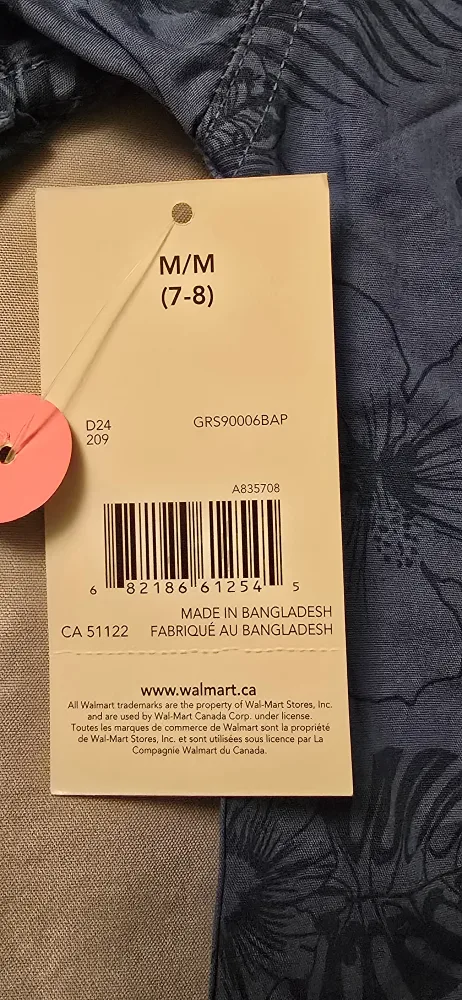 M/M
(7-8)
D24 GRS90006BAP
209
A835708
6 82186 61254 5
MADE IN BANGLADESH
CA 51122 FABRIQUÉ AU BANGLADESH
www.walmart.ca
All Walmart trademarks are the property of Wal-Mart Stores, Inc.
and are used by Wal-Mart Canada Corp. under license.
Toutes les marques de commerce de Walmart sont la propriété
de Wal-Mart Stores, Inc. et sont utilisées sous licence par La
Compagnie Walmart du Canada.